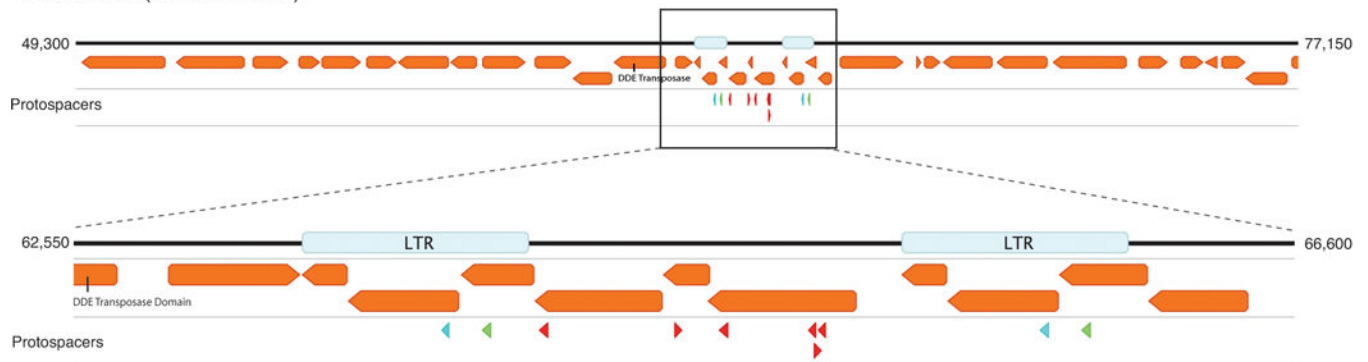 49,300 77,150
DDE Transposase
Protospacers
62,550 LTR LTR 66,600
DDE Transposase Domain
Protospacers